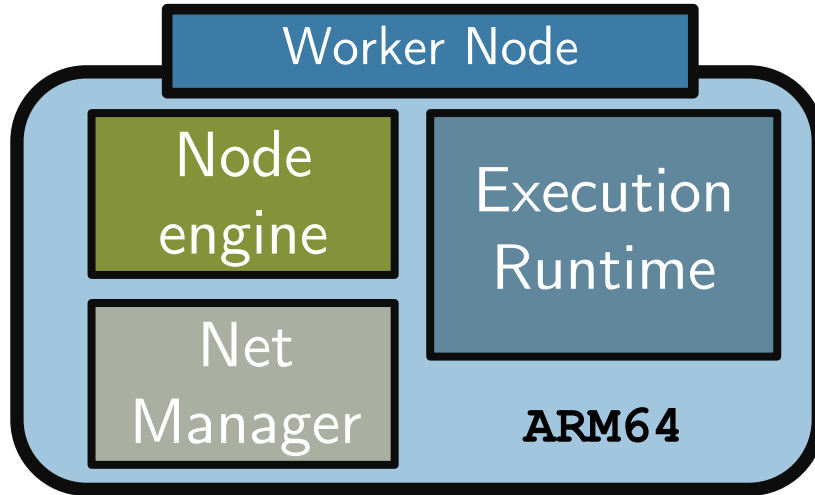 Worker Node
Node
engine
Execution
Runtime
Net
Manager
ARM64